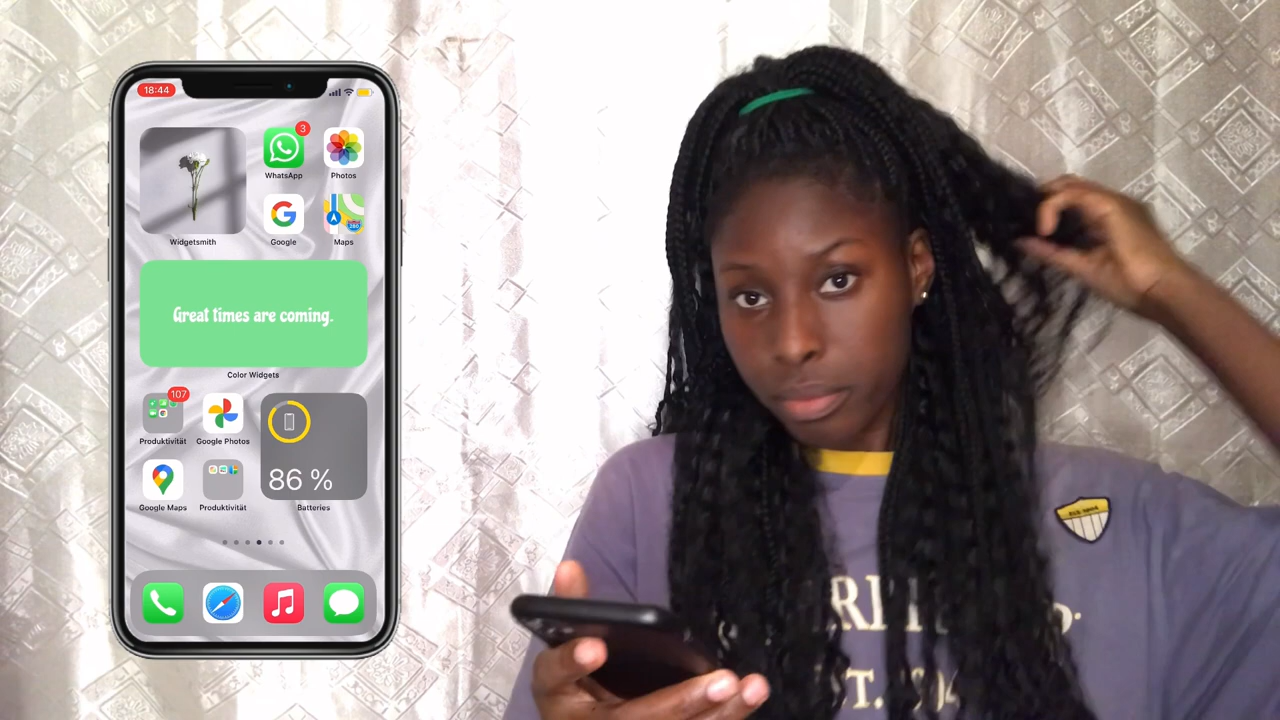 18:44
3
WhatsApp
Photos
Widgetsmith
Google
Maps
Great times are coming.
Color Widgets
107
Produktivität
Google Photos
86 %
Google Maps
Produktivität
Batteries